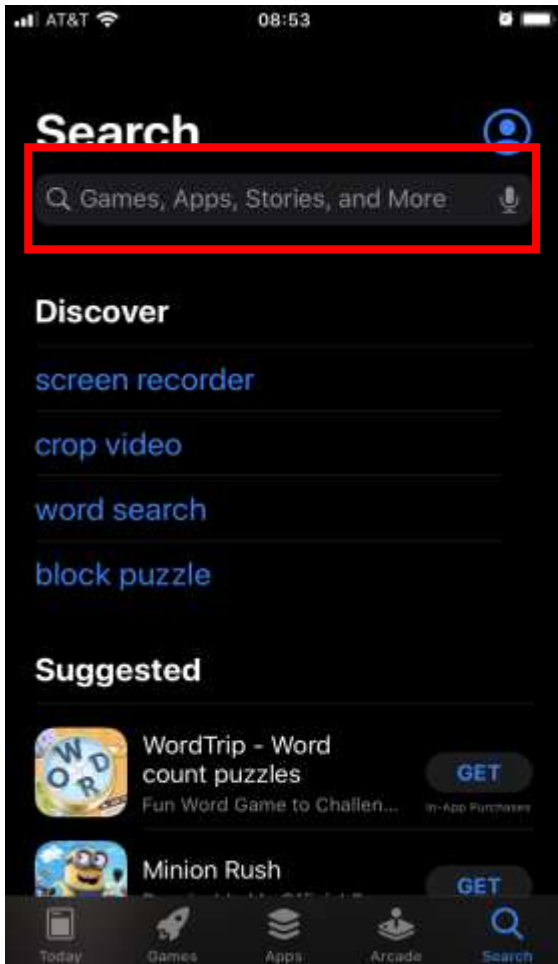 AT&T 08:53
Search
Games, Apps, Stories, and More
Discover
screen recorder
crop video
word search
block puzzle
Suggested
WordTrip - Word
count puzzles
GET
Fun Word Game to Challen...
In-App Purchases
Minion Rush
GET
Today Games Apps Arcade Search